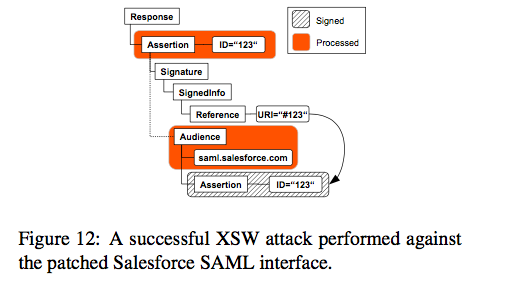 Response
Signed
Assertion
ID="123"
Processed
Signature
SignedInfo
Reference
URI="#123"
Audience
saml.salesforce.com
Assertion
ID="123"
Figure 12: A successful XSW attack performed against
the patched Salesforce SAML interface.